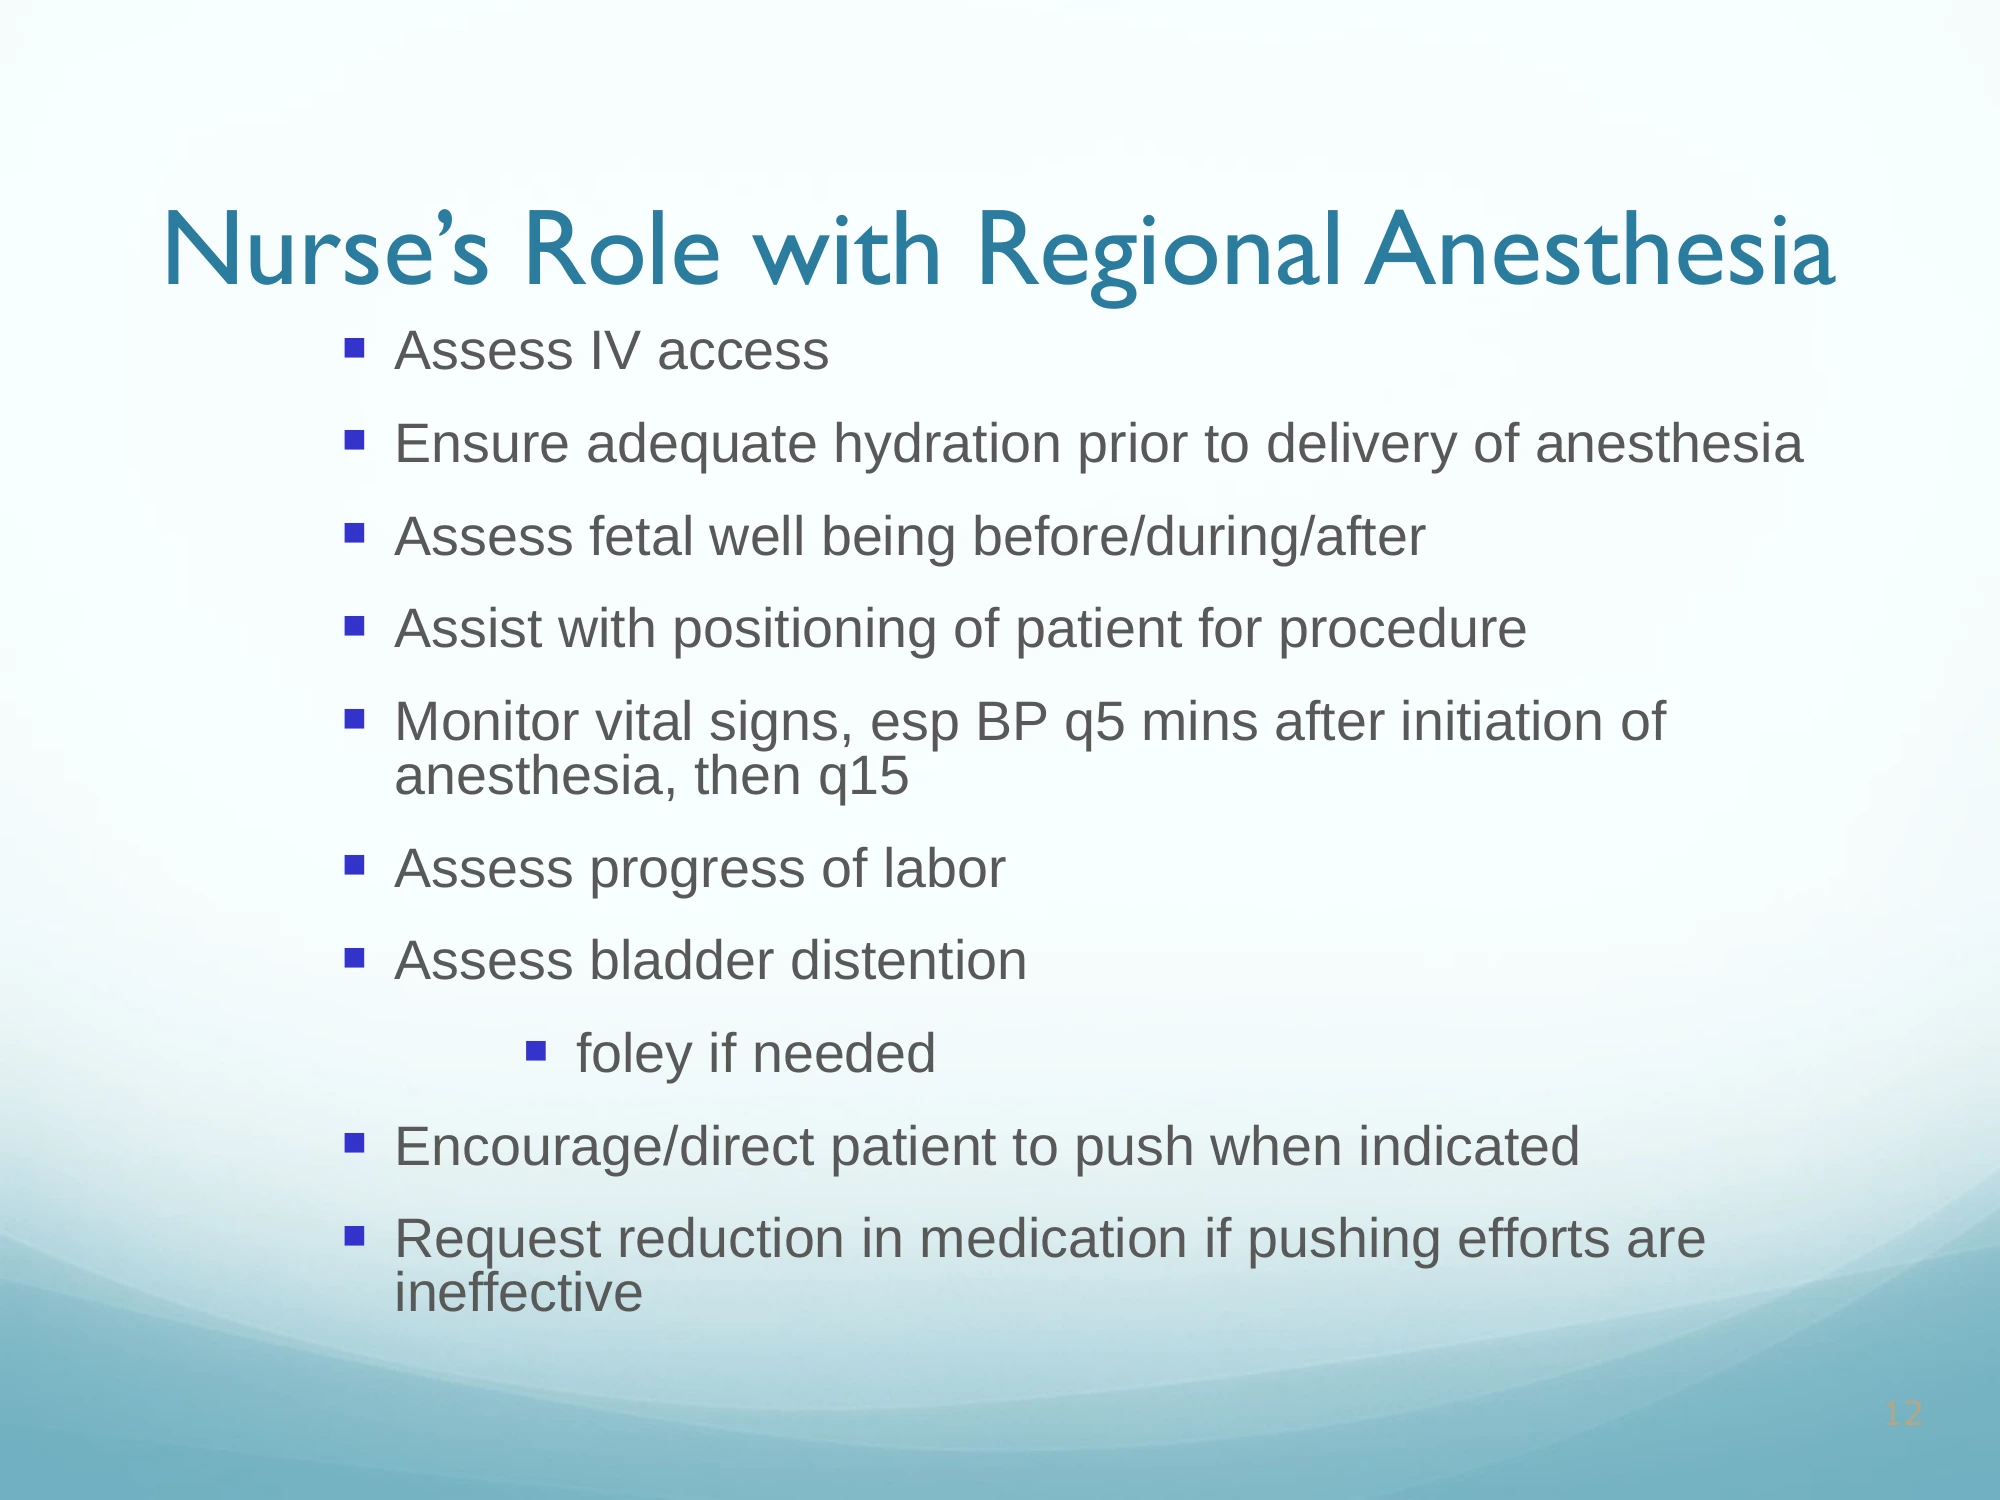 Nurse’s Role with Regional Anesthesia
▪ Assess IV access
▪ Ensure adequate hydration prior to delivery of anesthesia
▪ Assess fetal well being before/during/after
▪ Assist with positioning of patient for procedure
▪ Monitor vital signs, esp BP q5 mins after initiation of
anesthesia, then q15
▪ Assess progress of labor
▪ Assess bladder distention
▪ foley if needed
▪ Encourage/direct patient to push when indicated
▪ Request reduction in medication if pushing efforts are
ineffective
12